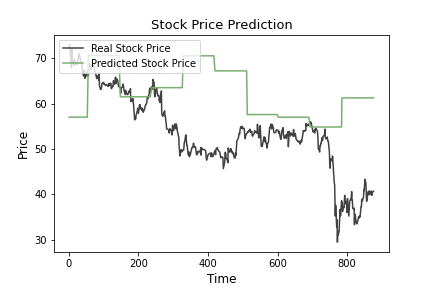 Stock Price Prediction
Real Stock Price
Predicted Stock Price
Price
70
60
50
40
30
0 200 400 600 800
Time